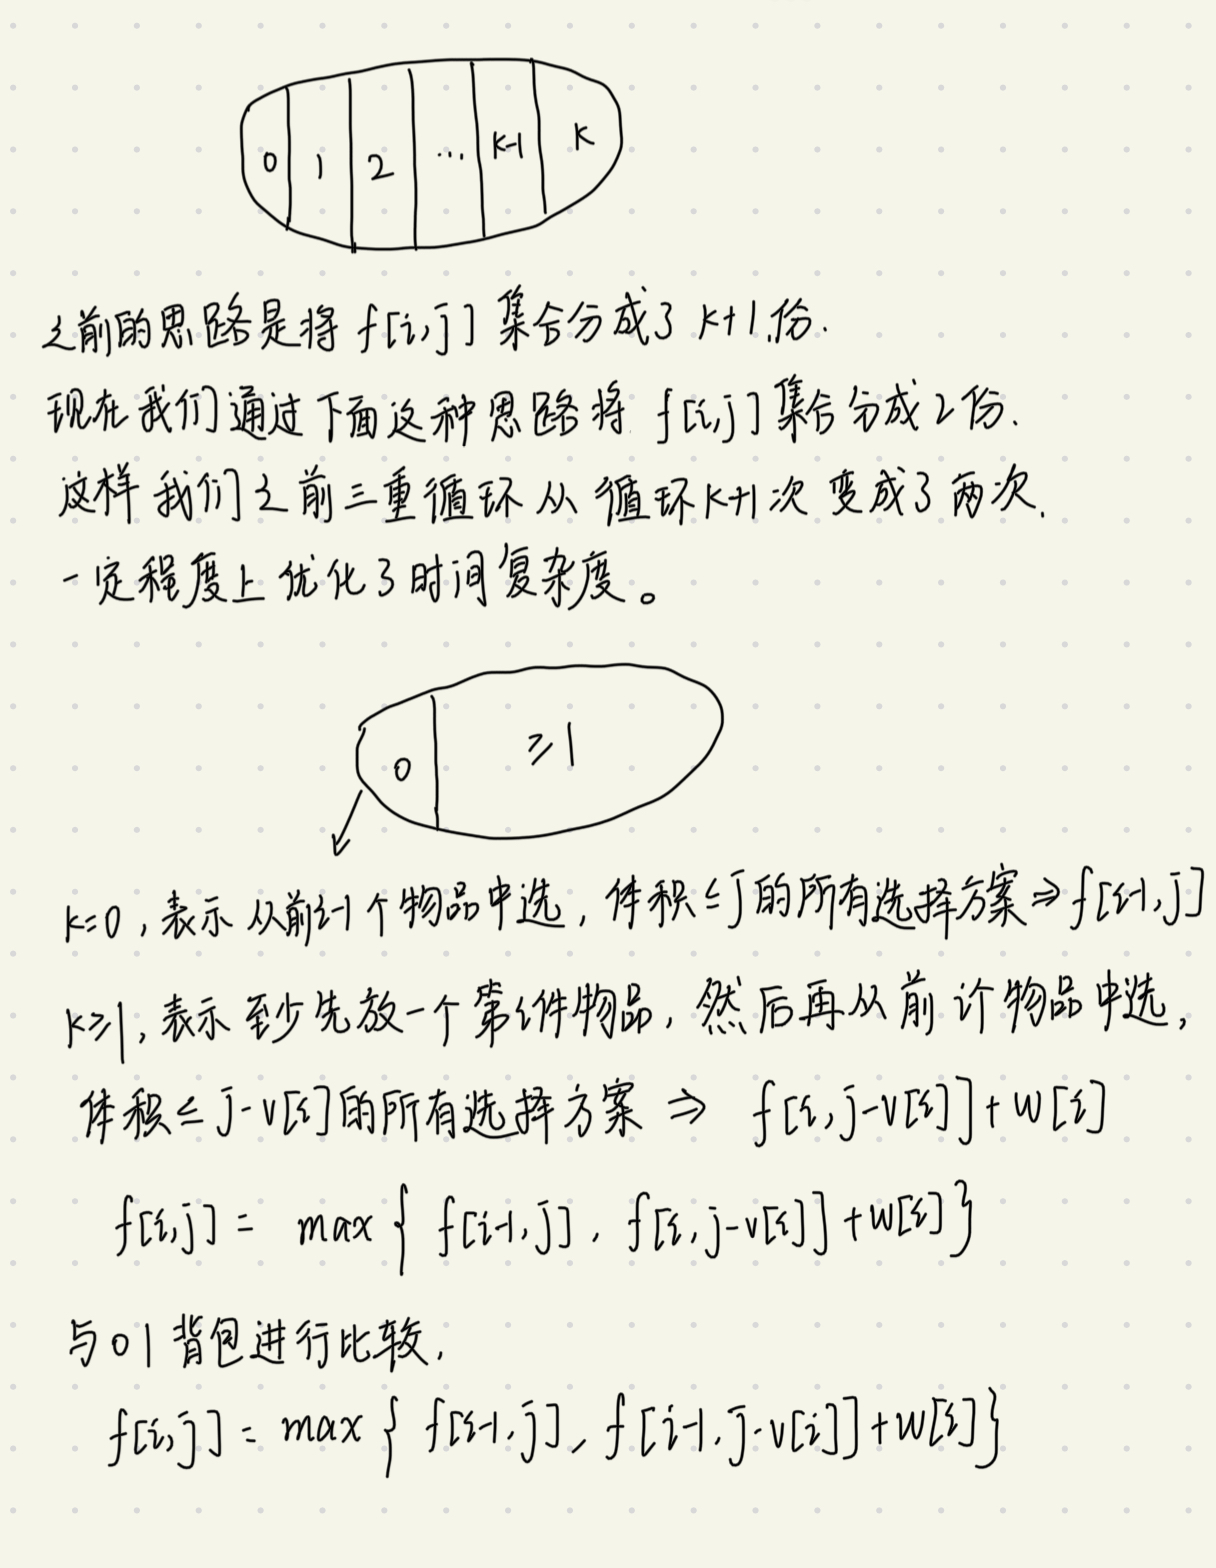 0 1 2 ... k-1 k
之前的思路是将 f[i,j] 集合分成了 k+1 份.
现在我们通过下面这种思路将 f[i,j] 集合分成2份.
这样我们之前三重循环从循环k+1次变成了两次.
一定程度上优化了时间复杂度。
0 ≥1
k=0,表示从前i-1个物品中选,体积≤j的所有选择方案⇒f[i-1,j]
k≥1,表示至少先放一个第i件物品,然后再从前i个物品中选,
体积≤j-v[i]的所有选择方案 ⇒ f[i,j-v[i]]+w[i]
f[i,j] = max{ f[i-1,j], f[i,j-v[i]]+w[i]}
与01背包进行比较,
f[i,j] = max{ f[i-1,j], f[i-1,j-v[i]]+w[i]}